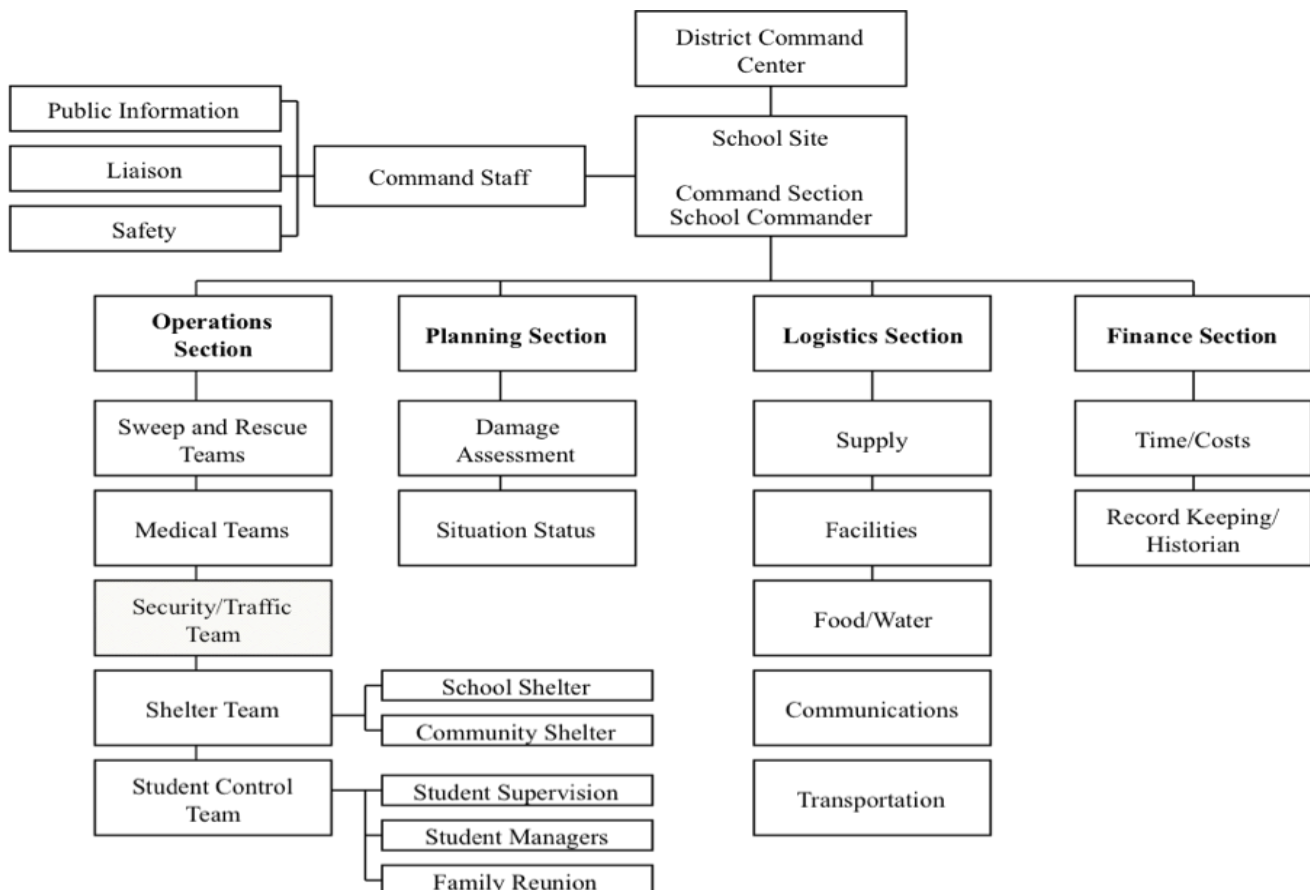 District Command
Center
Public Information
Liaison
Safety
Command Staff
School Site
Command Section
School Commander
Operations
Section
Planning Section
Logistics Section
Finance Section
Sweep and Rescue
Teams
Damage
Assessment
Supply
Time/Costs
Medical Teams
Situation Status
Facilities
Record Keeping/
Historian
Security/Traffic
Team
Food/Water
Shelter Team
School Shelter
Community Shelter
Communications
Student Control
Team
Student Supervision
Student Managers
Family Reunion
Transportation